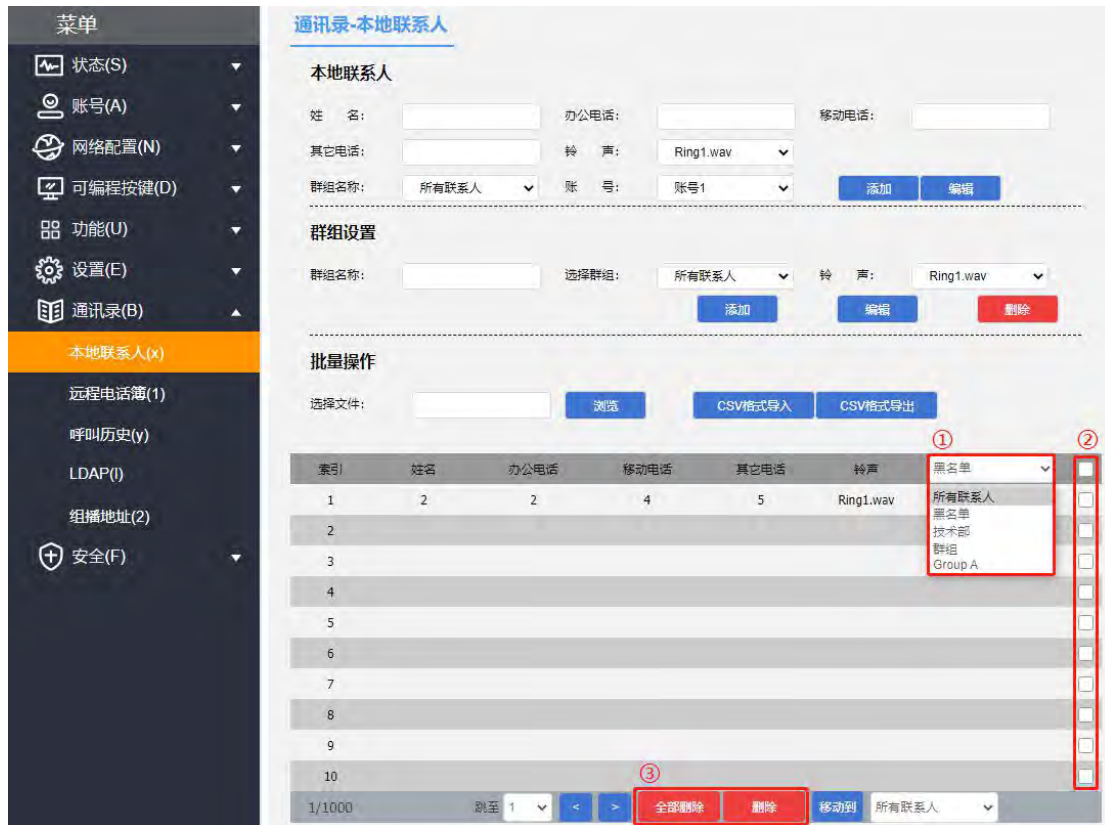 菜单
状态(S)
账号(A)
网络配置(N)
可编程按键(D)
功能(U)
设置(E)
通讯录(B)
本地联系人(x)
远程电话簿(1)
呼叫历史(y)
LDAP(l)
组播地址(2)
安全(F)
通讯录-本地联系人
本地联系人
姓 名: 办公电话: 移动电话:
其它电话: 铃 声: Ring1.wav
群组名称: 所有联系人 账 号: 账号1 添加 编辑
群组设置
群组名称: 选择群组: 所有联系人 铃 声: Ring1.wav
添加 编辑 删除
批量操作
选择文件: 浏览 CSV格式导入 CSV格式导出
① ②
索引 姓名 办公电话 移动电话 其它电话 铃声 黑名单
1 2 2 4 5 Ring1.wav 所有联系人
黑名单
2 技术部
群组
3 Group A
4
5
6
7
8
9
10
③
1/1000 跳至 1 < > 全部删除 删除 移动到 所有联系人